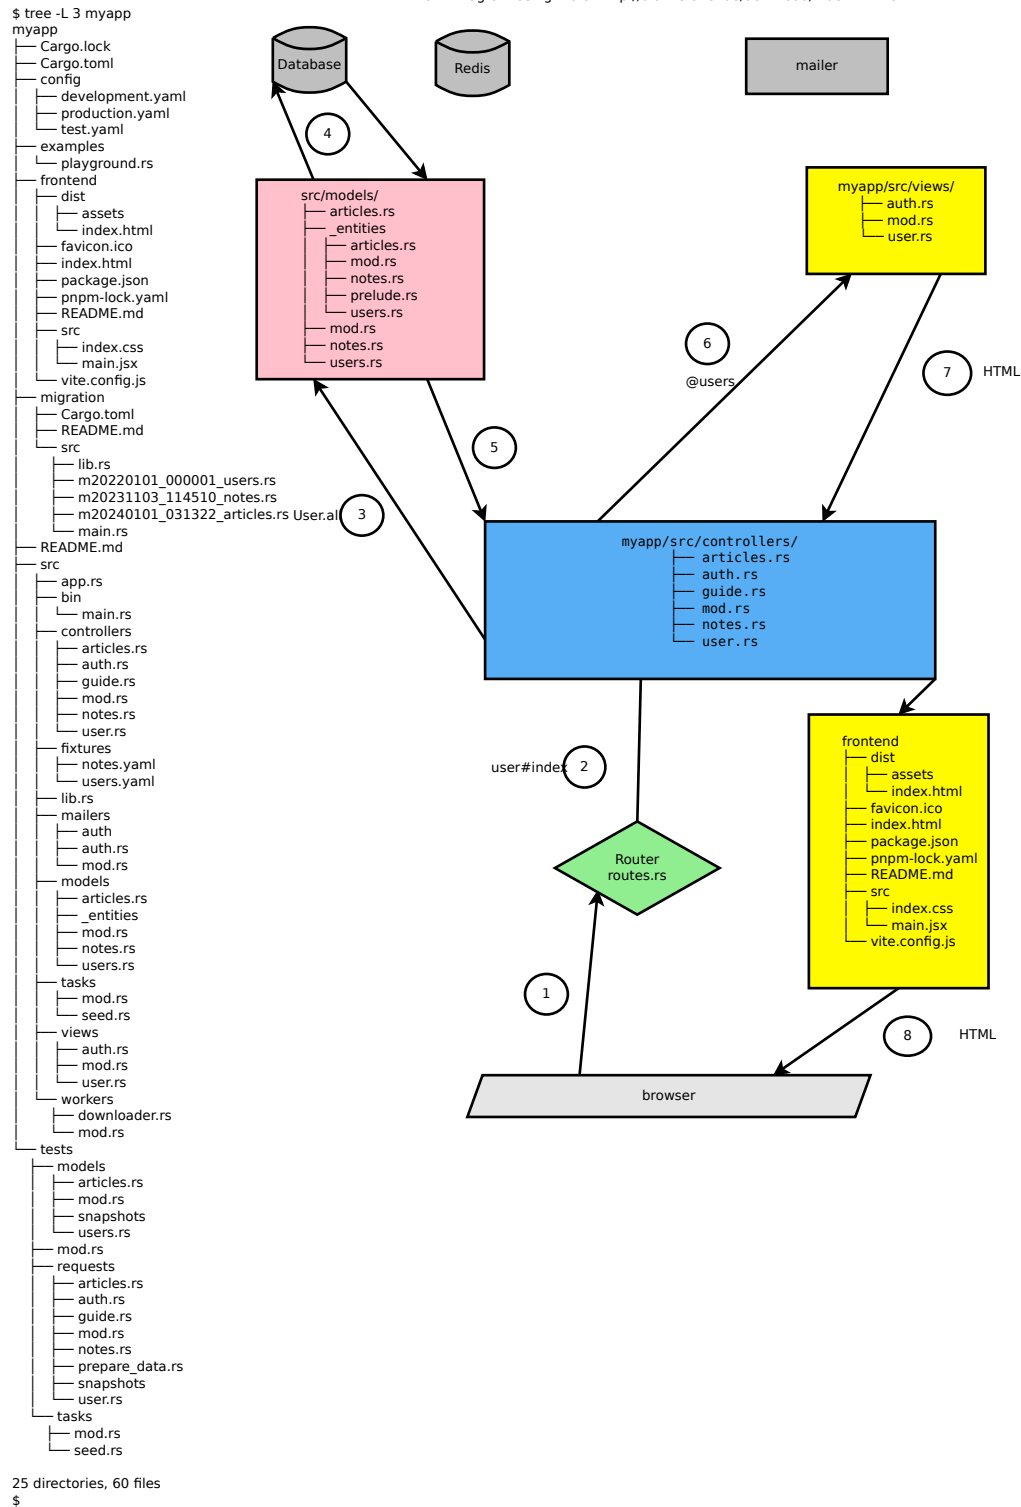 $ tree -L 3 myapp
myapp
├── Cargo.lock
├── Cargo.toml
├── config
│   ├── development.yaml
│   ├── production.yaml
│   └── test.yaml
├── examples
│   └── playground.rs
├── frontend
│   ├── dist
│   │   ├── assets
│   │   └── index.html
│   ├── favicon.ico
│   ├── index.html
│   ├── package.json
│   ├── pnpm-lock.yaml
│   ├── README.md
│   ├── src
│   │   ├── index.css
│   │   └── main.jsx
│   └── vite.config.js
├── migration
│   ├── Cargo.toml
│   ├── README.md
│   └── src
│       ├── lib.rs
│       ├── m20220101_000001_users.rs
│       ├── m20231103_114510_notes.rs
│       ├── m20240101_031322_articles.rs
│       └── main.rs
├── README.md
├── src
│   ├── app.rs
│   ├── bin
│   │   └── main.rs
│   ├── controllers
│   │   ├── articles.rs
│   │   ├── auth.rs
│   │   ├── guide.rs
│   │   ├── mod.rs
│   │   ├── notes.rs
│   │   └── user.rs
│   ├── fixtures
│   │   ├── notes.yaml
│   │   └── users.yaml
│   ├── lib.rs
│   ├── mailers
│   │   ├── auth
│   │   ├── auth.rs
│   │   └── mod.rs
│   ├── models
│   │   ├── articles.rs
│   │   ├── _entities
│   │   ├── mod.rs
│   │   ├── notes.rs
│   │   └── users.rs
│   ├── tasks
│   │   ├── mod.rs
│   │   └── seed.rs
│   ├── views
│   │   ├── auth.rs
│   │   ├── mod.rs
│   │   └── user.rs
│   └── workers
│       ├── downloader.rs
│       └── mod.rs
└── tests
    ├── models
    │   ├── articles.rs
    │   ├── mod.rs
    │   ├── snapshots
    │   └── users.rs
    ├── mod.rs
    ├── requests
    │   ├── articles.rs
    │   ├── auth.rs
    │   ├── guide.rs
    │   ├── mod.rs
    │   ├── notes.rs
    │   ├── prepare_data.rs
    │   ├── snapshots
    │   └── user.rs
    └── tasks
        ├── mod.rs
        └── seed.rs
25 directories, 60 files
$
Database
Redis
mailer
4
src/models/
├── articles.rs
├── _entities
│   ├── articles.rs
│   ├── mod.rs
│   ├── notes.rs
│   ├── prelude.rs
│   └── users.rs
├── mod.rs
├── notes.rs
└── users.rs
myapp/src/views/
├── auth.rs
├── mod.rs
└── user.rs
6
@users
7
HTML
5
User.al
3
myapp/src/controllers/
├── articles.rs
├── auth.rs
├── guide.rs
├── mod.rs
├── notes.rs
└── user.rs
user#index
2
Router
routes.rs
frontend
├── dist
│   ├── assets
│   └── index.html
├── favicon.ico
├── index.html
├── package.json
├── pnpm-lock.yaml
├── README.md
├── src
│   ├── index.css
│   └── main.jsx
└── vite.config.js
1
8
HTML
browser